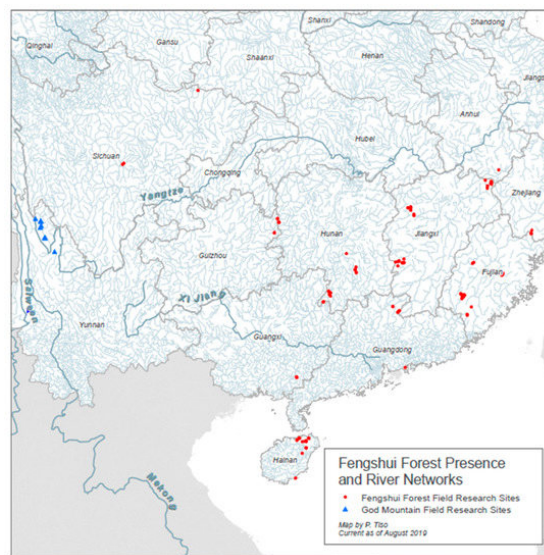 Shanxi
Shandong
Qinghai
Gansu
Shaanxi
Henan
Jiangs
Anhui
Hubei
Sichuan
Chongqing
Yangtze
Zhejiang
Hunan
Jiangxi
Guizhou
Fujian
Salween
Xi Jiang
Yunnan
Guangxi
Guangdong
Mekong
Hainan
Fengshui Forest Presence
and River Networks
Fengshui Forest Field Research Sites
God Mountain Field Research Sites
Map by P. Tiso
Current as of August 2019